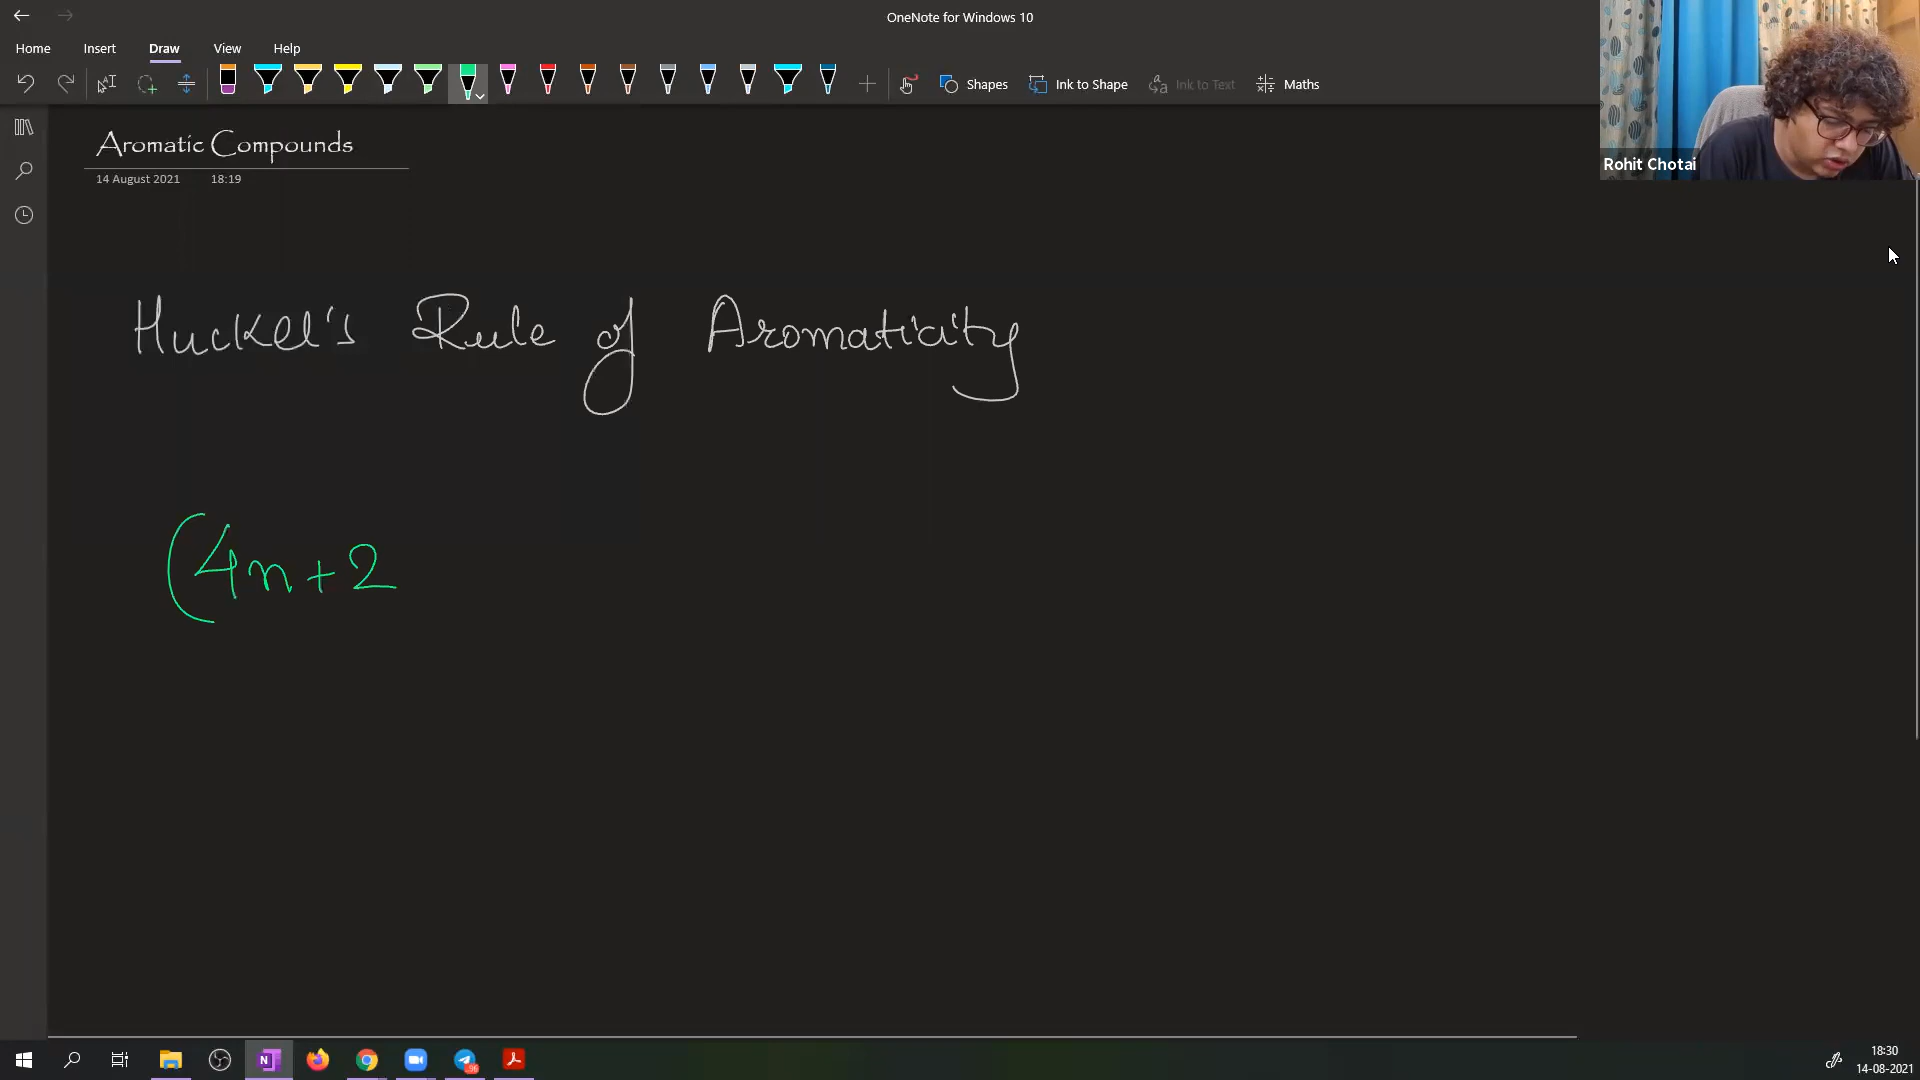 OneNote for Windows 10
Home Insert Draw View Help
Shapes Ink to Shape Ink to Text Maths
Rohit Chotai
Aromatic Compounds
14 August 2021 18:19
Huckel's Rule of Aromaticity
(4n+2
18:30
14-08-2021